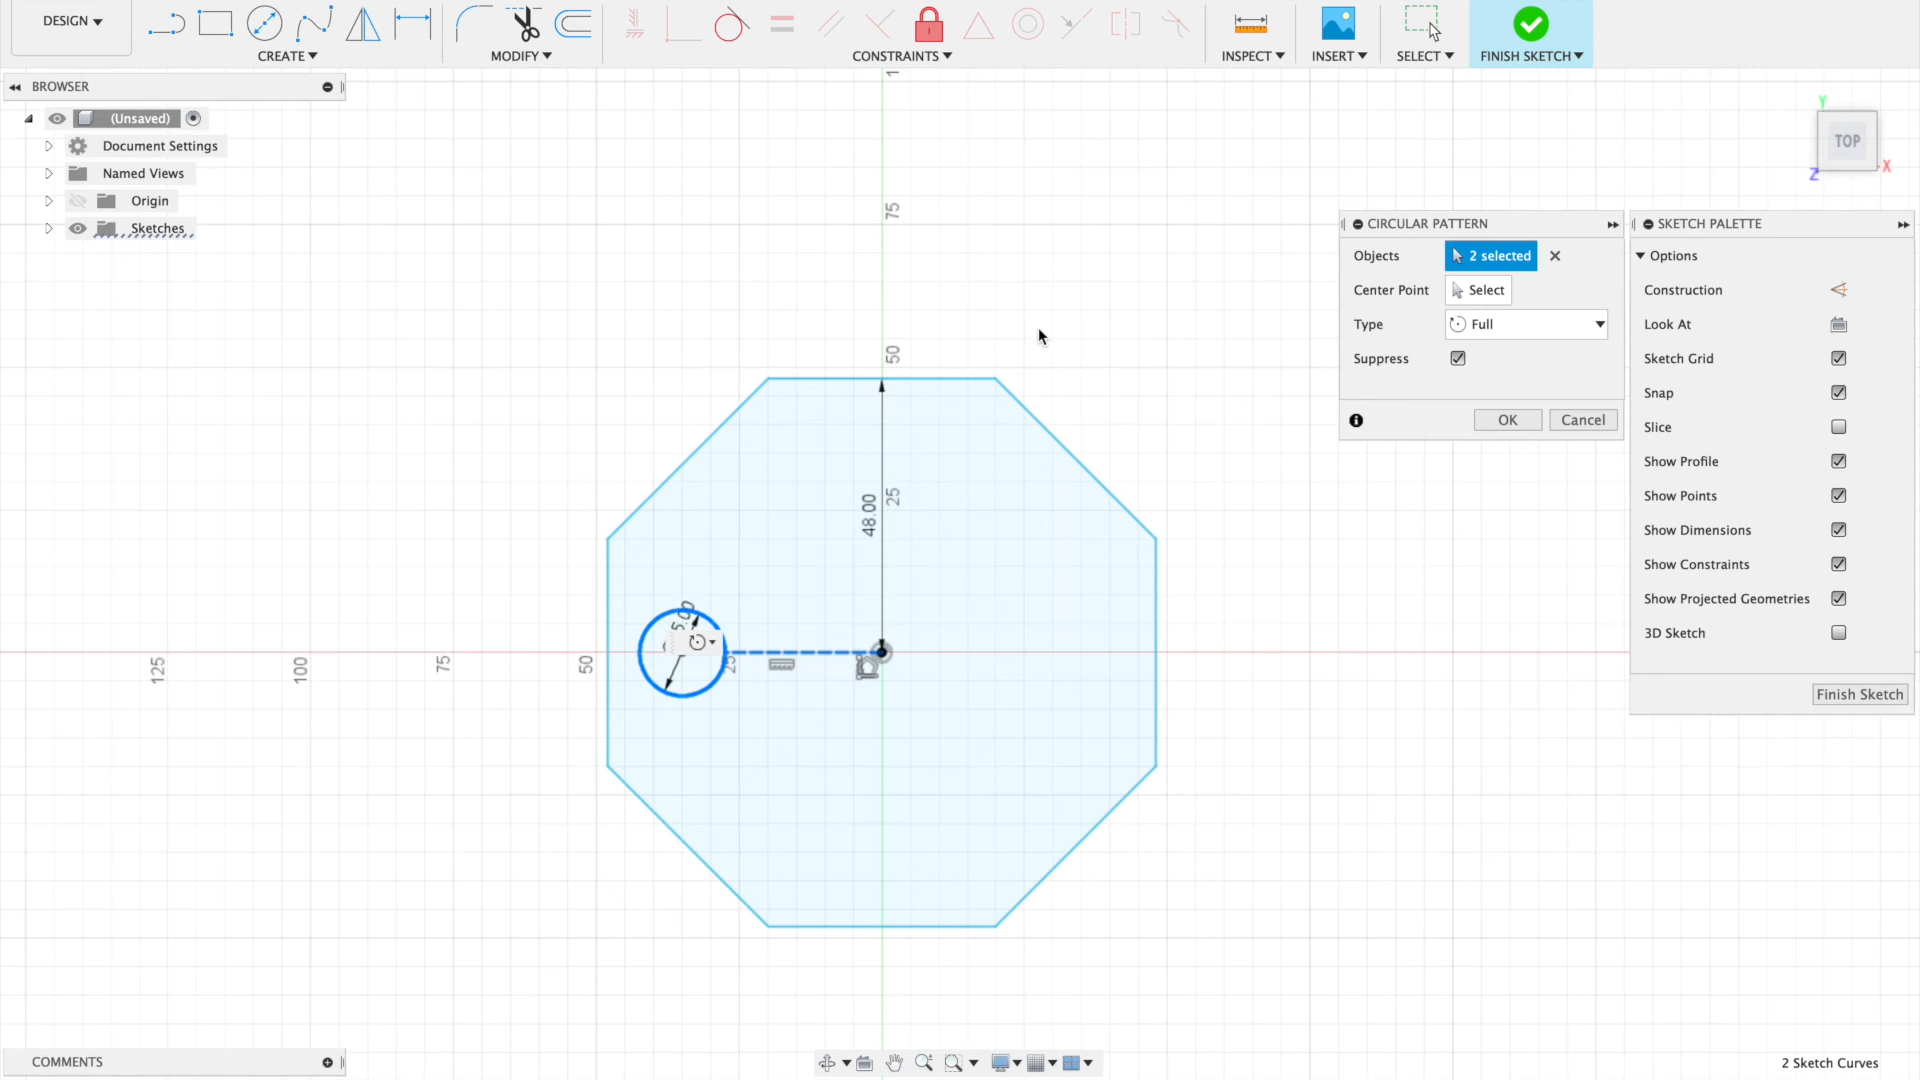 DESIGN
CREATE
MODIFY
CONSTRAINTS
INSPECT
INSERT
SELECT
FINISH SKETCH
BROWSER
(Unsaved)
Document Settings
Named Views
Origin
Sketches
Y
TOP
X
Z
CIRCULAR PATTERN
Objects
2 selected
Center Point
Select
Type
Full
Suppress
OK
Cancel
SKETCH PALETTE
Options
Construction
Look At
Sketch Grid
Snap
Slice
Show Profile
Show Points
Show Dimensions
Show Constraints
Show Projected Geometries
3D Sketch
Finish Sketch
75
50
25
48.00
125
100
75
50
25
COMMENTS
2 Sketch Curves